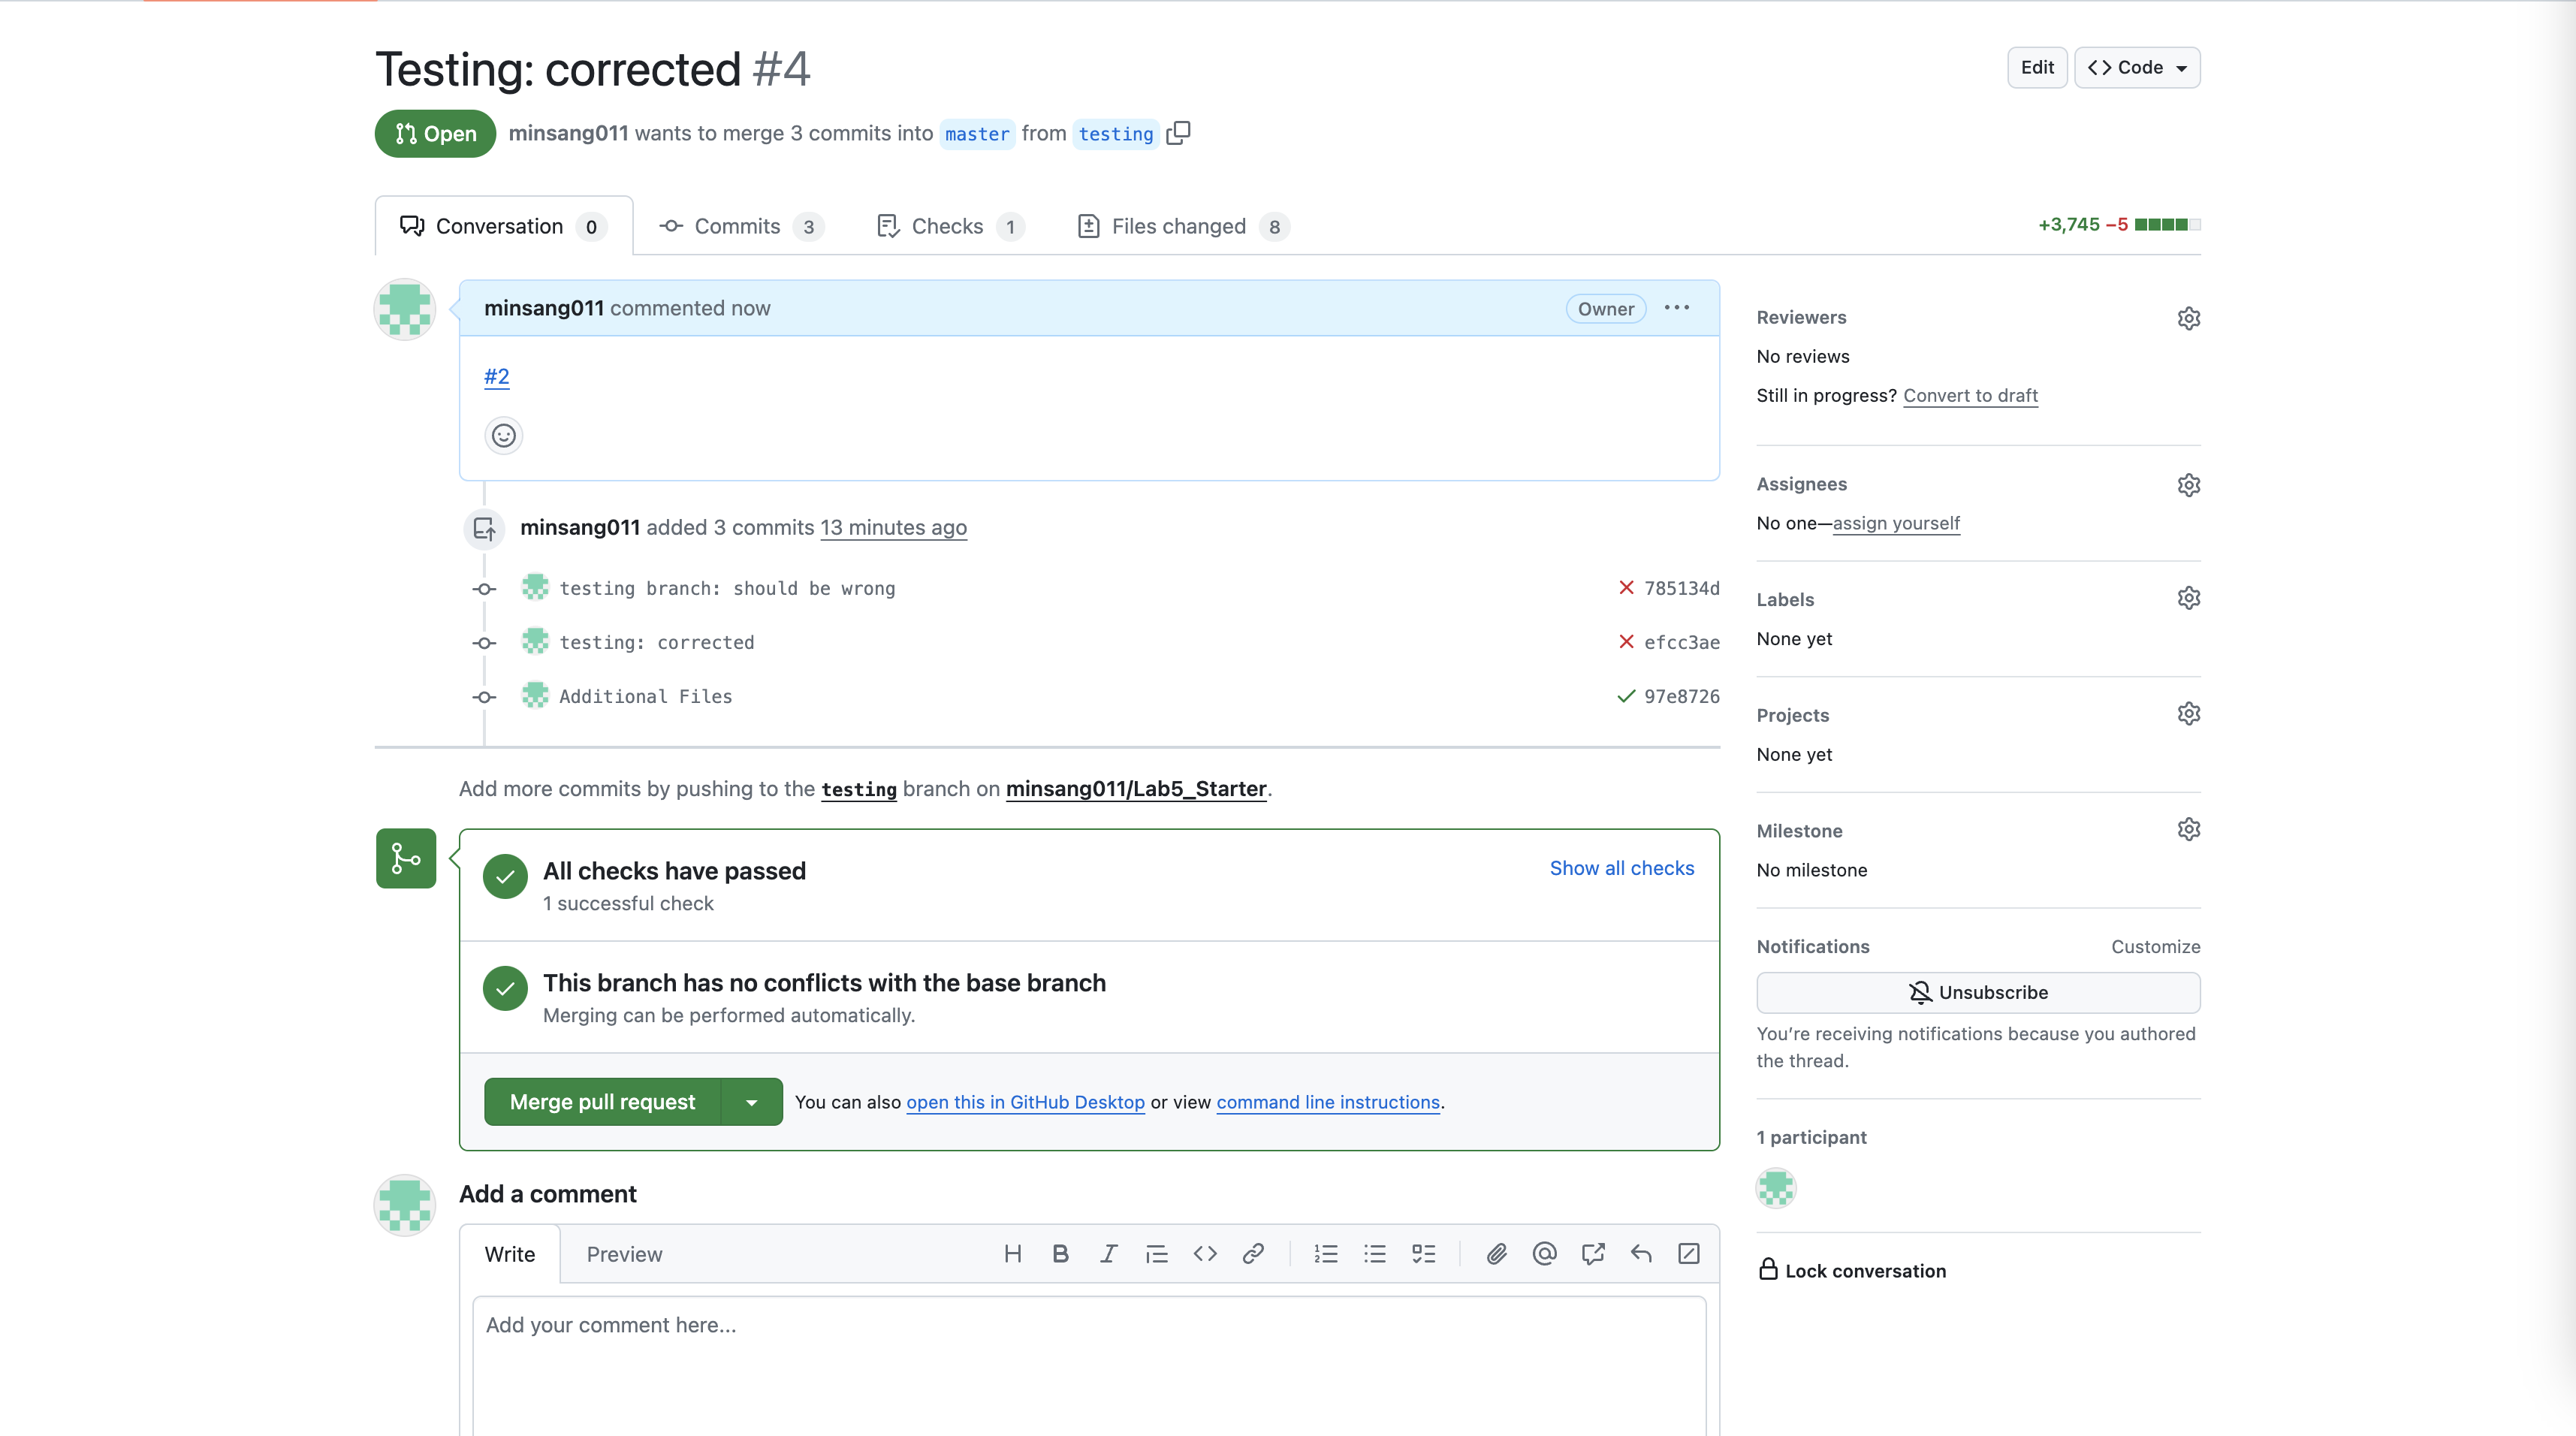 Testing: corrected #4
Edit
Code
Open
minsang011 wants to merge 3 commits into master from testing
Conversation 0
Commits 3
Checks 1
Files changed 8
+3,745 −5
minsang011 commented now
Owner
#2
minsang011 added 3 commits 13 minutes ago
testing branch: should be wrong
785134d
testing: corrected
efcc3ae
Additional Files
97e8726
Add more commits by pushing to the testing branch on minsang011/Lab5_Starter.
All checks have passed
Show all checks
1 successful check
This branch has no conflicts with the base branch
Merging can be performed automatically.
Merge pull request
You can also open this in GitHub Desktop or view command line instructions.
Add a comment
Write
Preview
Add your comment here...
Reviewers
No reviews
Still in progress? Convert to draft
Assignees
No one—assign yourself
Labels
None yet
Projects
None yet
Milestone
No milestone
Notifications
Customize
Unsubscribe
You’re receiving notifications because you authored
the thread.
1 participant
Lock conversation